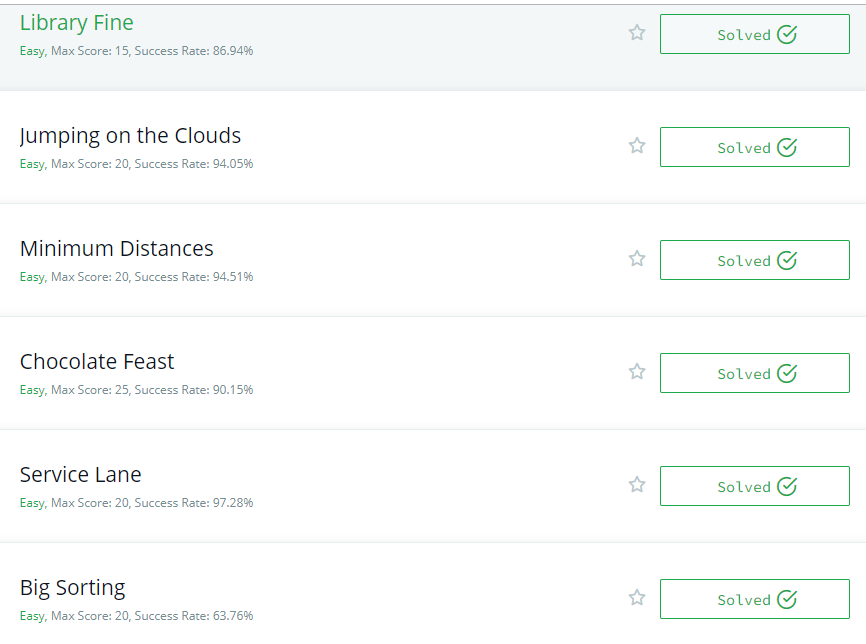 Library Fine
Easy, Max Score: 15, Success Rate: 86.94%
Solved
Jumping on the Clouds
Easy, Max Score: 20, Success Rate: 94.05%
Solved
Minimum Distances
Easy, Max Score: 20, Success Rate: 94.51%
Solved
Chocolate Feast
Easy, Max Score: 25, Success Rate: 90.15%
Solved
Service Lane
Easy, Max Score: 20, Success Rate: 97.28%
Solved
Big Sorting
Easy, Max Score: 20, Success Rate: 63.76%
Solved